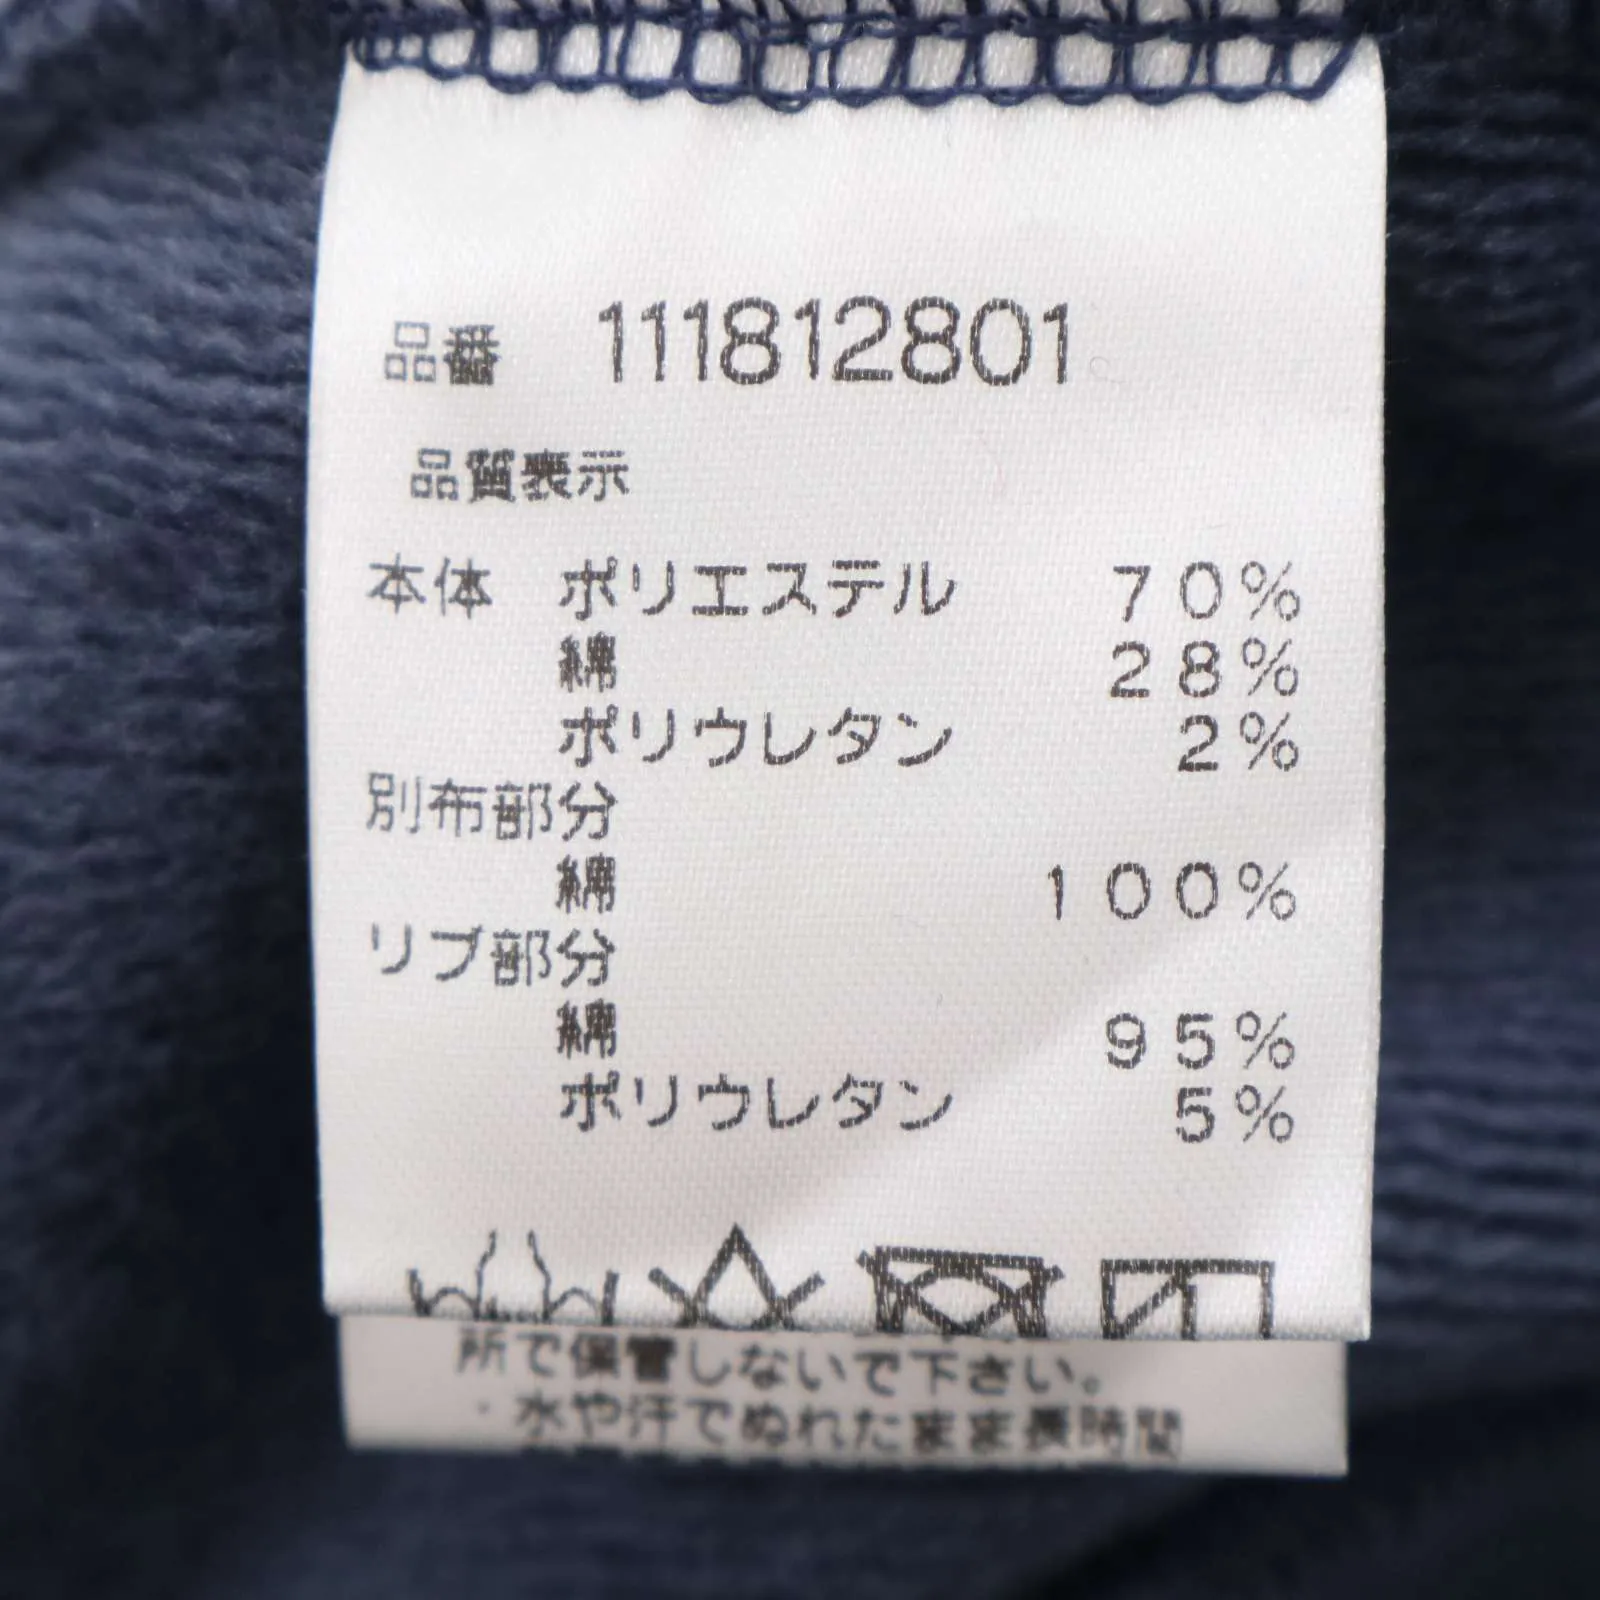 品番 111812801
品質表示
本体 ポリエステル 70%
綿 28%
ポリウレタン 2%
別布部分
綿 100%
リブ部分
綿 95%
ポリウレタン 5%
所で保管しないで下さい。
・水や汗でぬれたまま長時間